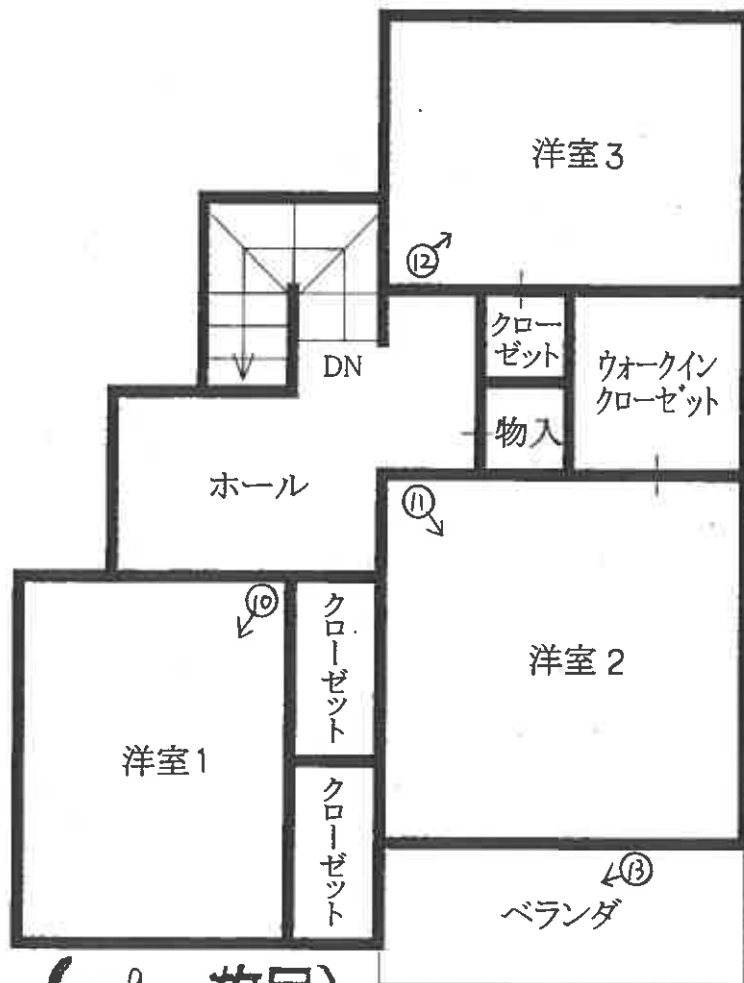 洋室3
⑫
クロー
ゼット
ウォークイン
クローゼット
DN
物入
ホール
⑪
⑩
クローゼット
洋室2
洋室1
クローゼット
⑬
ベランダ